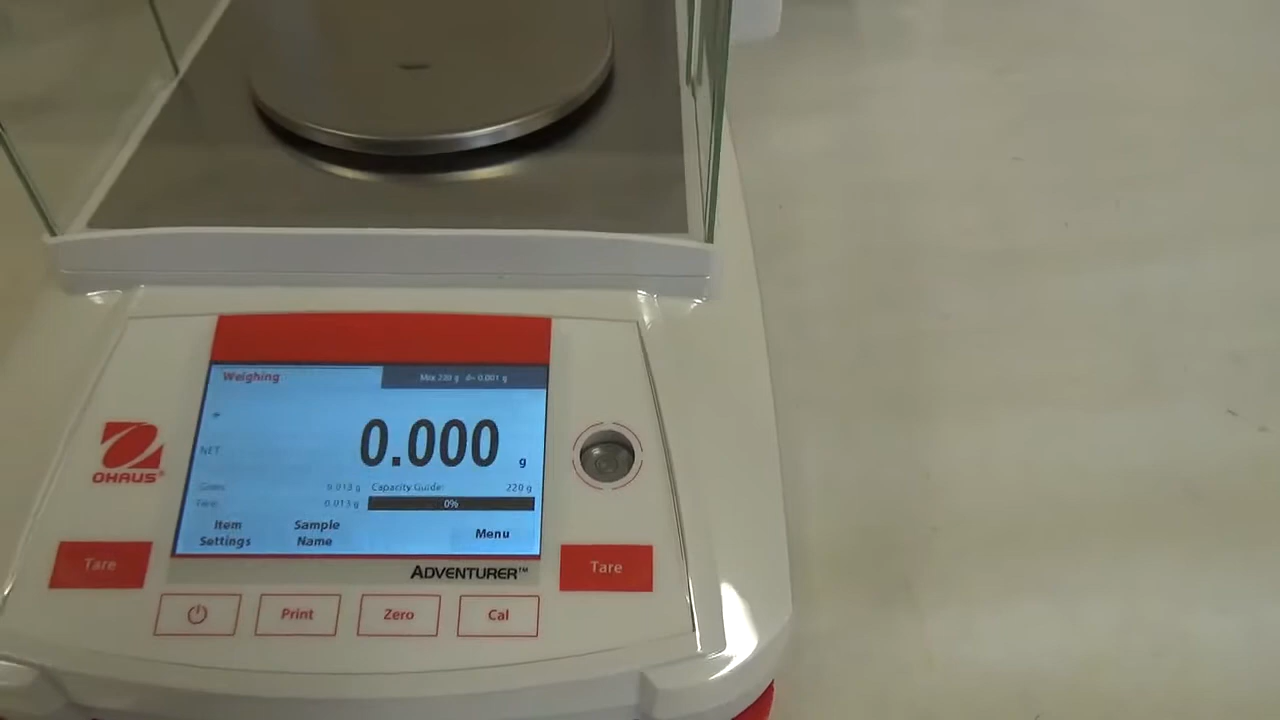 Weighing
Max 220 g d= 0.001 g
NET
0.000 g
Gross: 0.013 g
Tare: 0.013 g
Capacity Guide: 220 g
0%
Item Settings
Sample Name
Menu
OHAUS®
Tare
ADVENTURER™
Tare
Print
Zero
Cal